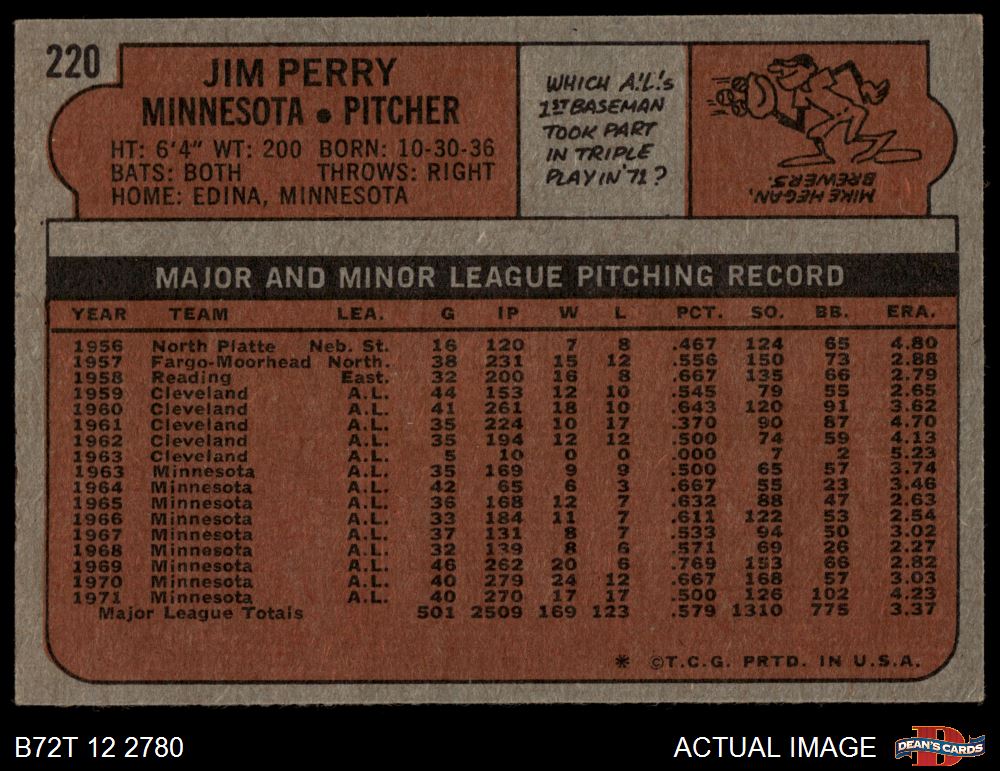 220
JIM PERRY
MINNESOTA • PITCHER
HT: 6'4" WT: 200 BORN: 10-30-36
BATS: BOTH THROWS: RIGHT
HOME: EDINA, MINNESOTA
WHICH A.L.'s
1ST BASEMAN
TOOK PART
IN TRIPLE
PLAY IN '71?
MIKE HEGAN,
BREWERS.
MAJOR AND MINOR LEAGUE PITCHING RECORD
YEAR TEAM LEA. G IP W L PCT. SO. BB. ERA.
1956 North Platte Neb. St. 16 120 7 8 .467 124 65 4.80
1957 Fargo-Moorhead North. 38 231 15 12 .556 150 73 2.88
1958 Reading East. 32 200 16 8 .667 135 66 2.79
1959 Cleveland A.L. 44 153 12 10 .545 79 55 2.65
1960 Cleveland A.L. 41 261 18 10 .643 120 91 3.62
1961 Cleveland A.L. 35 224 10 17 .370 90 87 4.70
1962 Cleveland A.L. 35 194 12 12 .500 74 59 4.13
1963 Cleveland A.L. 5 10 0 0 .000 7 2 5.23
1963 Minnesota A.L. 35 169 9 9 .500 65 57 3.74
1964 Minnesota A.L. 42 65 6 3 .667 55 23 3.46
1965 Minnesota A.L. 36 168 12 7 .632 88 47 2.63
1966 Minnesota A.L. 33 184 11 7 .611 122 53 2.54
1967 Minnesota A.L. 37 131 8 7 .533 94 50 3.02
1968 Minnesota A.L. 32 139 8 6 .571 69 26 2.27
1969 Minnesota A.L. 46 262 20 6 .769 153 66 2.82
1970 Minnesota A.L. 40 279 24 12 .667 168 57 3.03
1971 Minnesota A.L. 40 270 17 17 .500 126 102 4.23
Major League Totals 501 2509 169 123 .579 1310 775 3.37
* ©T.C.G. PRTD. IN U.S.A.
B72T 12 2780
ACTUAL IMAGE
DEAN'S CARDS